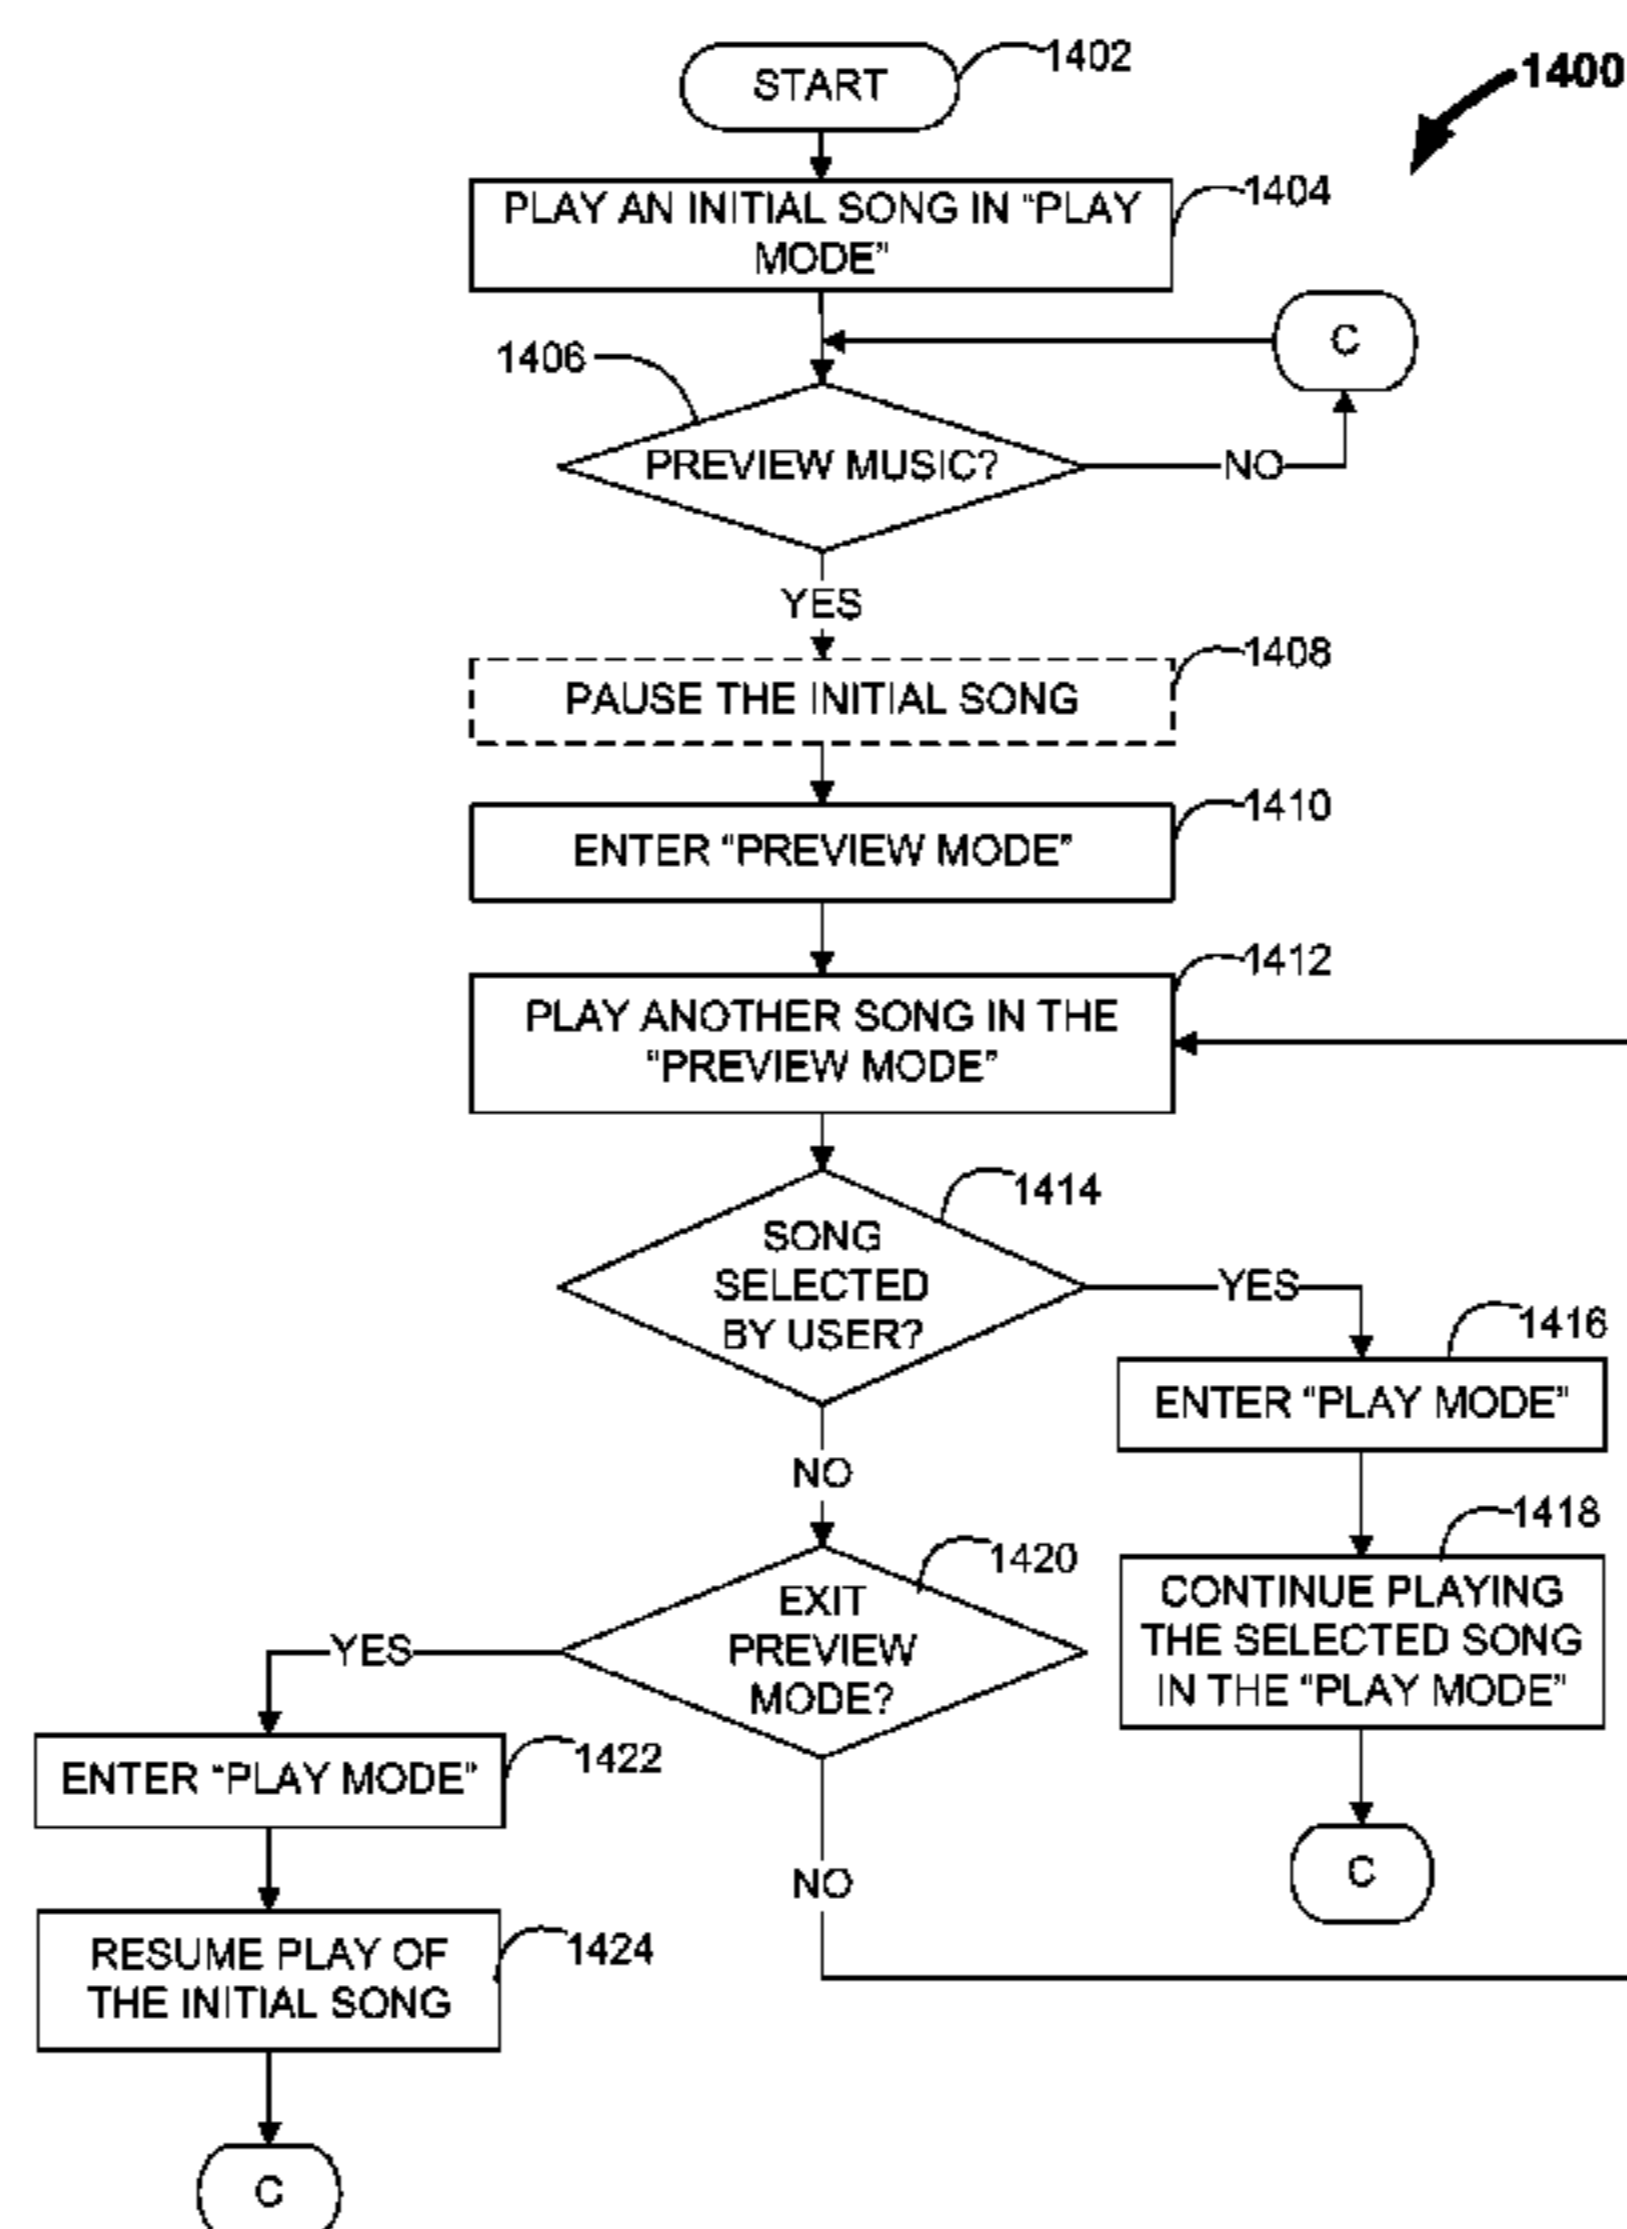 START
1402
1400
PLAY AN INITIAL SONG IN “PLAY
MODE”
1404
C
1406
PREVIEW MUSIC?
NO
YES
1408
PAUSE THE INITIAL SONG
1410
ENTER “PREVIEW MODE”
1412
PLAY ANOTHER SONG IN THE
“PREVIEW MODE”
1414
SONG
SELECTED
BY USER?
YES
1416
ENTER “PLAY MODE”
NO
1418
CONTINUE PLAYING
THE SELECTED SONG
IN THE “PLAY MODE”
C
1420
EXIT
PREVIEW
MODE?
YES
1422
ENTER “PLAY MODE”
NO
1424
RESUME PLAY OF
THE INITIAL SONG
C